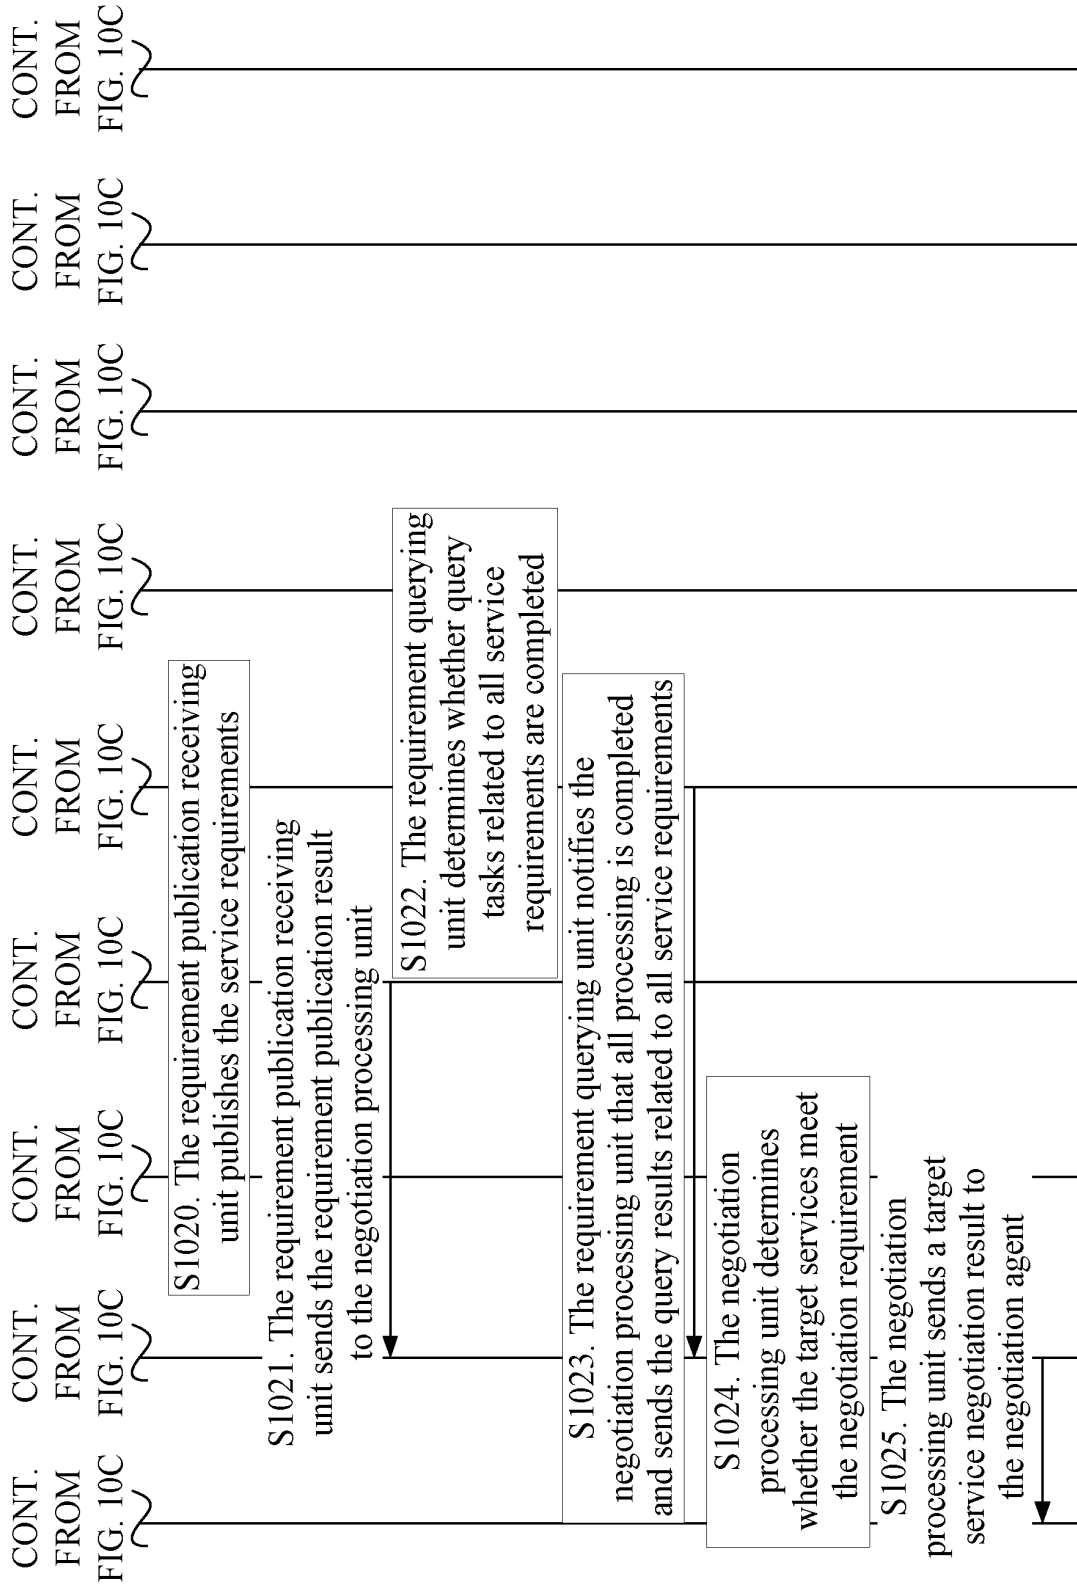 CONT.
FROM
FIG. 10C
CONT.
FROM
FIG. 10C
CONT.
FROM
FIG. 10C
CONT.
FROM
FIG. 10C
CONT.
FROM
FIG. 10C
CONT.
FROM
FIG. 10C
CONT.
FROM
FIG. 10C
CONT.
FROM
FIG. 10C
CONT.
FROM
FIG. 10C
S1020. The requirement publication receiving
unit publishes the service requirements
S1021. The requirement publication receiving
unit sends the requirement publication result
to the negotiation processing unit
S1022. The requirement querying
unit determines whether query
tasks related to all service
requirements are completed
S1023. The requirement querying unit notifies the
negotiation processing unit that all processing is completed
and sends the query results related to all service requirements
S1024. The negotiation
processing unit determines
whether the target services meet
the negotiation requirement
S1025. The negotiation
processing unit sends a target
service negotiation result to
the negotiation agent